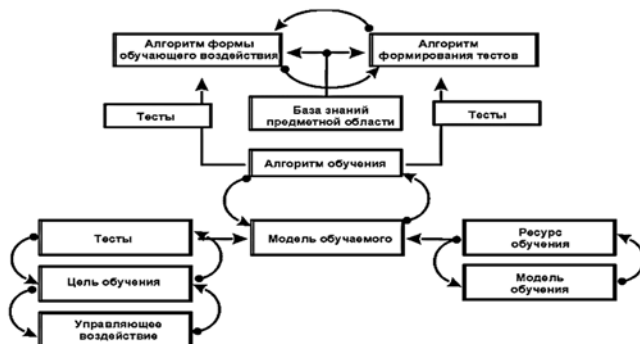 Алгоритм формы
обучающего воздействия
Алгоритм
формирования тестов
Тесты
База знаний
предметной области
Тесты
Алгоритм обучения
Тесты
Модель обучаемого
Ресурс
обучения
Цель обучения
Модель
обучения
Управляющее
воздействие